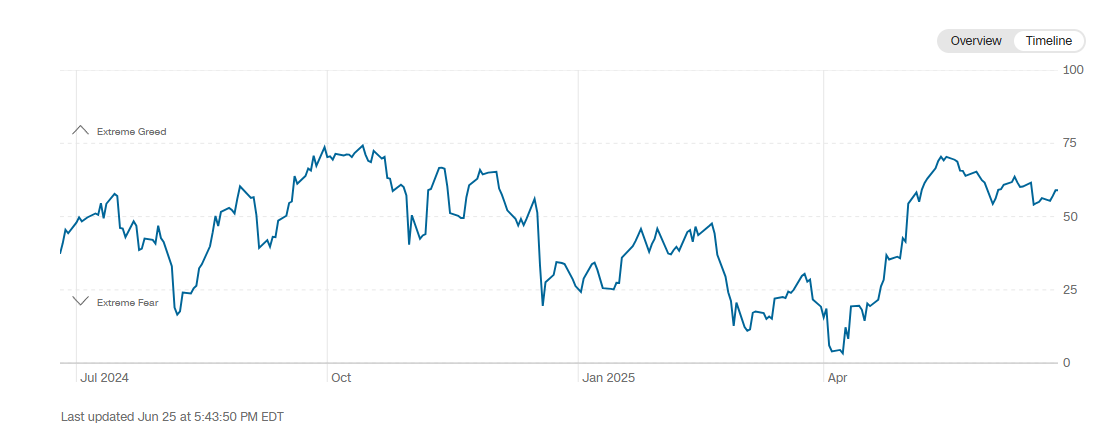 Overview Timeline
100
Extreme Greed
75
50
25
Extreme Fear
0
Jul 2024 Oct Jan 2025 Apr
Last updated Jun 25 at 5:43:50 PM EDT